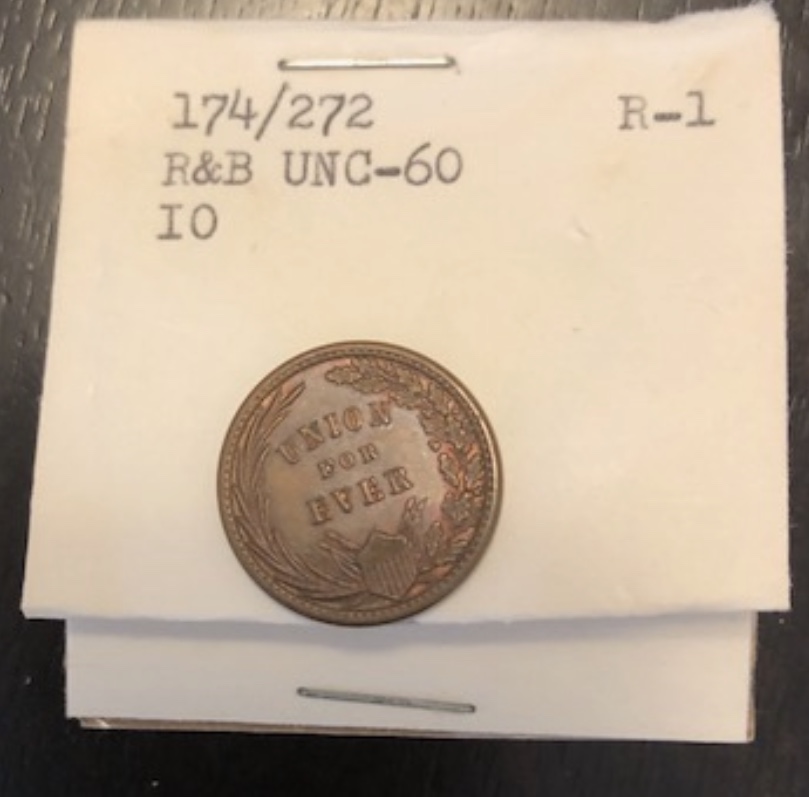 174/272 R-1
R&B UNC-60
IO
UNION
FOR
EVER